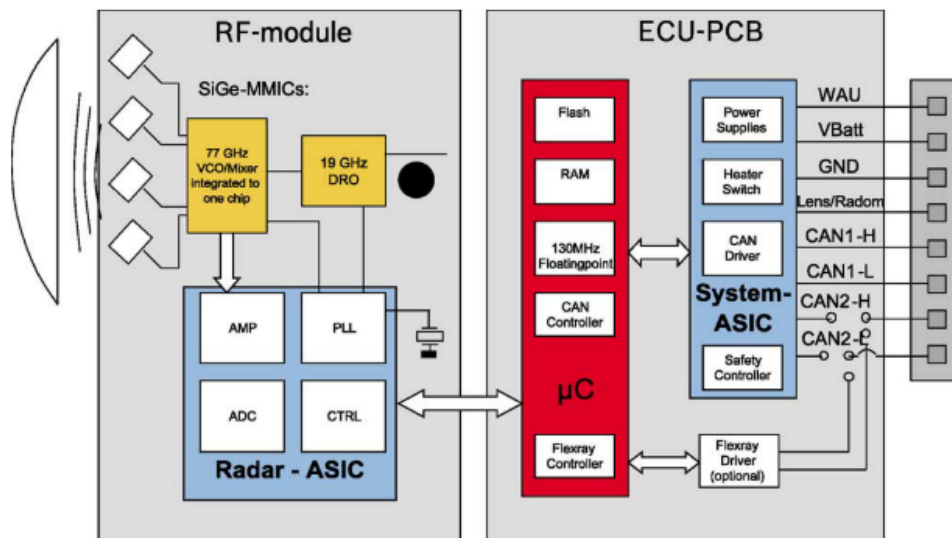 RF-module
SiGe-MMICs:
77 GHz
VCO/Mixer
integrated to
one chip
19 GHz
DRO
AMP
PLL
ADC
CTRL
Radar - ASIC
ECU-PCB
Flash
RAM
130MHz
Floatingpoint
CAN
Controller
µC
Flexray
Controller
Power
Supplies
Heater
Switch
CAN
Driver
System-
ASIC
Safety
Controller
Flexray
Driver
(optional)
WAU
VBatt
GND
Lens/Radom
CAN1-H
CAN1-L
CAN2-H
CAN2-L